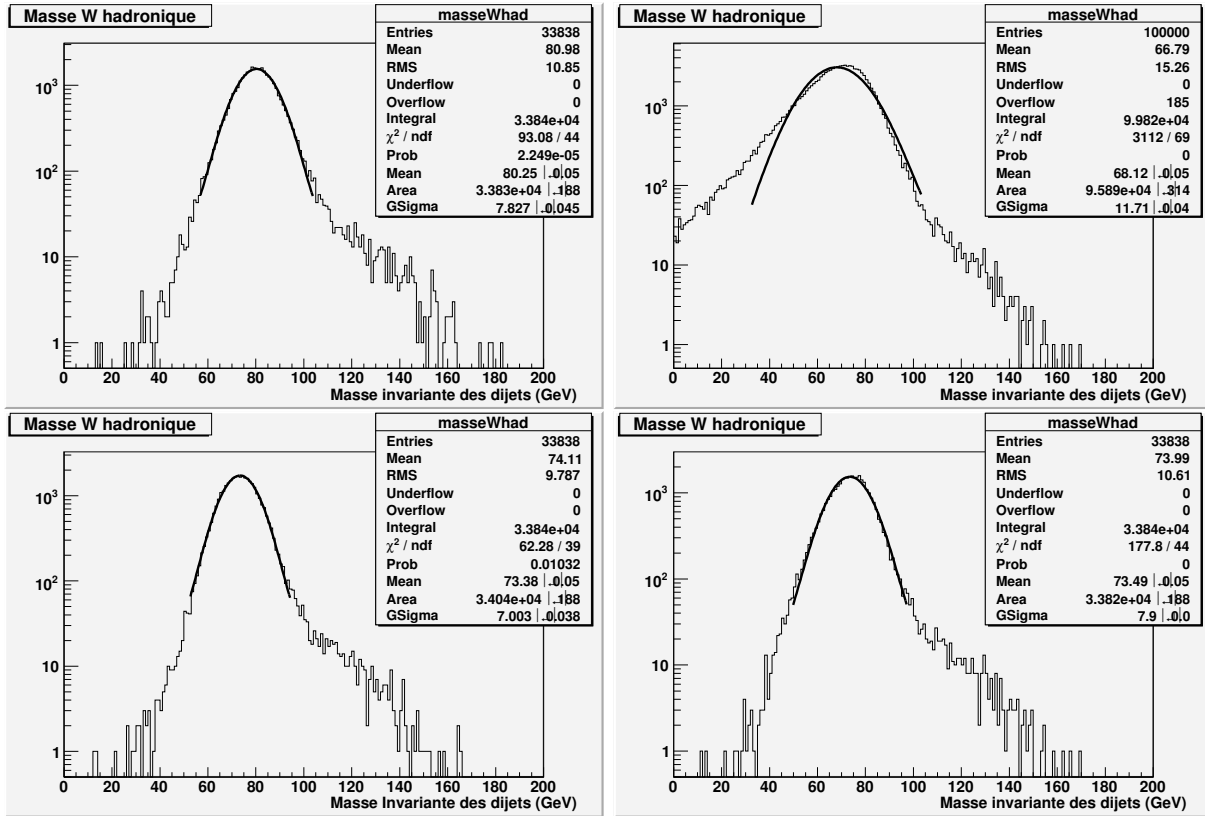 Masse W hadronique
masseWhad
Entries 33838
Mean 80.98
RMS 10.85
Underflow 0
Overflow 0
Integral 3.384e+04
χ² / ndf 93.08 / 44
Prob 2.249e-05
Mean 80.25 0.05
Area 3.383e+04 188
GSigma 7.827 0.045
10³
10²
10
1
0 20 40 60 80 100 120 140 160 180 200
Masse invariante des dijets (GeV)
Masse W hadronique
masseWhad
Entries 100000
Mean 66.79
RMS 15.26
Underflow 0
Overflow 185
Integral 9.982e+04
χ² / ndf 3112 / 69
Prob 0
Mean 68.12 0.05
Area 9.589e+04 314
GSigma 11.71 0.04
10³
10²
10
1
0 20 40 60 80 100 120 140 160 180 200
Masse invariante des dijets (GeV)
Masse W hadronique
masseWhad
Entries 33838
Mean 74.11
RMS 9.787
Underflow 0
Overflow 0
Integral 3.384e+04
χ² / ndf 62.28 / 39
Prob 0.01032
Mean 73.38 0.05
Area 3.404e+04 188
GSigma 7.003 0.038
10³
10²
10
1
0 20 40 60 80 100 120 140 160 180 200
Masse Invariante des dijets (GeV)
Masse W hadronique
masseWhad
Entries 33838
Mean 73.99
RMS 10.61
Underflow 0
Overflow 0
Integral 3.384e+04
χ² / ndf 177.8 / 44
Prob 0
Mean 73.49 0.05
Area 3.382e+04 188
GSigma 7.9 0.0
10³
10²
10
1
0 20 40 60 80 100 120 140 160 180 200
Masse invariante des dijets (GeV)